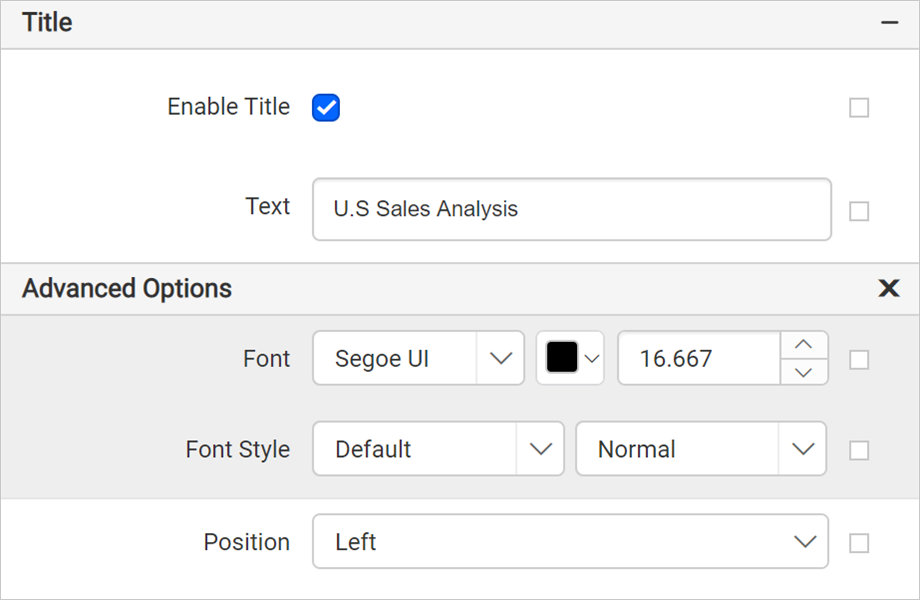 Title
Enable Title
Text U.S Sales Analysis
Advanced Options
Font Segoe UI 16.667
Font Style Default Normal
Position Left